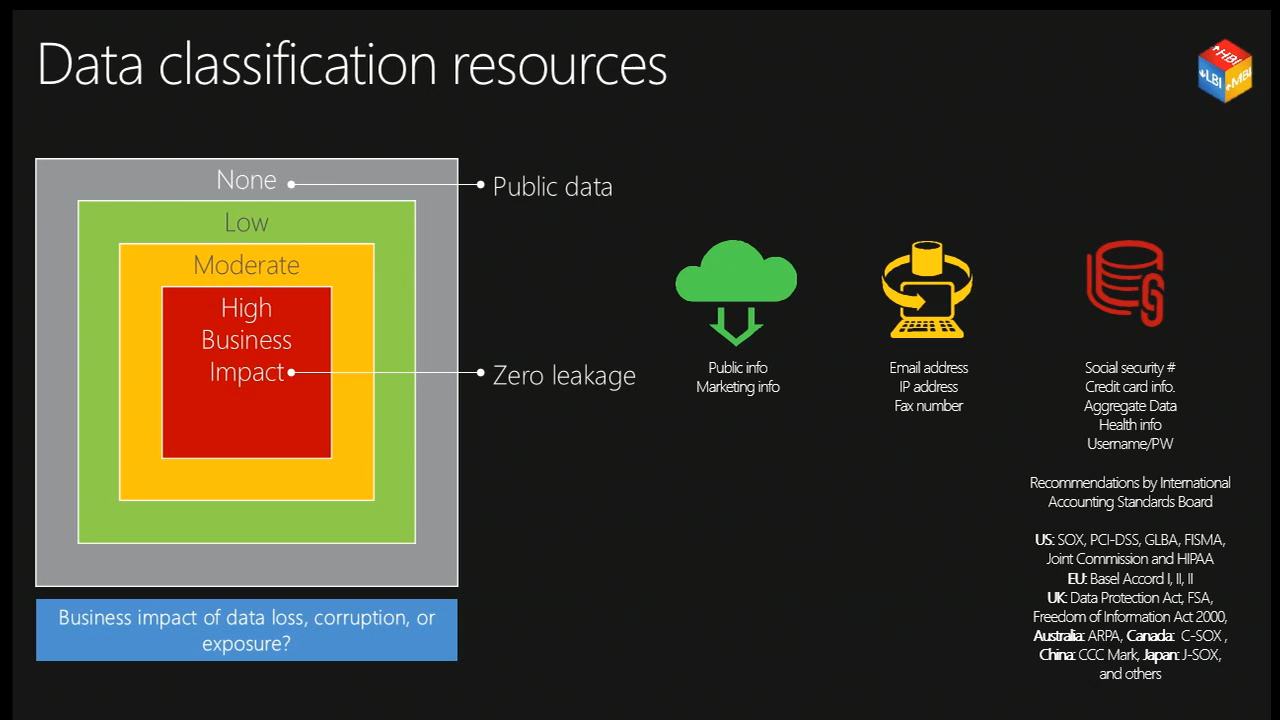 Data classification resources
HBI
LBI
MBI
None
Public data
Low
Moderate
High
Business
Impact
Zero leakage
Business impact of data loss, corruption, or
exposure?
Public info
Marketing info
Email address
IP address
Fax number
Social security #
Credit card info.
Aggregate Data
Health info
Username/PW
Recommendations by International
Accounting Standards Board
US: SOX, PCI-DSS, GLBA, FISMA,
Joint Commission and HIPAA
EU: Basel Accord I, II, II
UK: Data Protection Act, FSA,
Freedom of Information Act 2000,
Australia: ARPA, Canada: C-SOX ,
China: CCC Mark, Japan: J-SOX,
and others